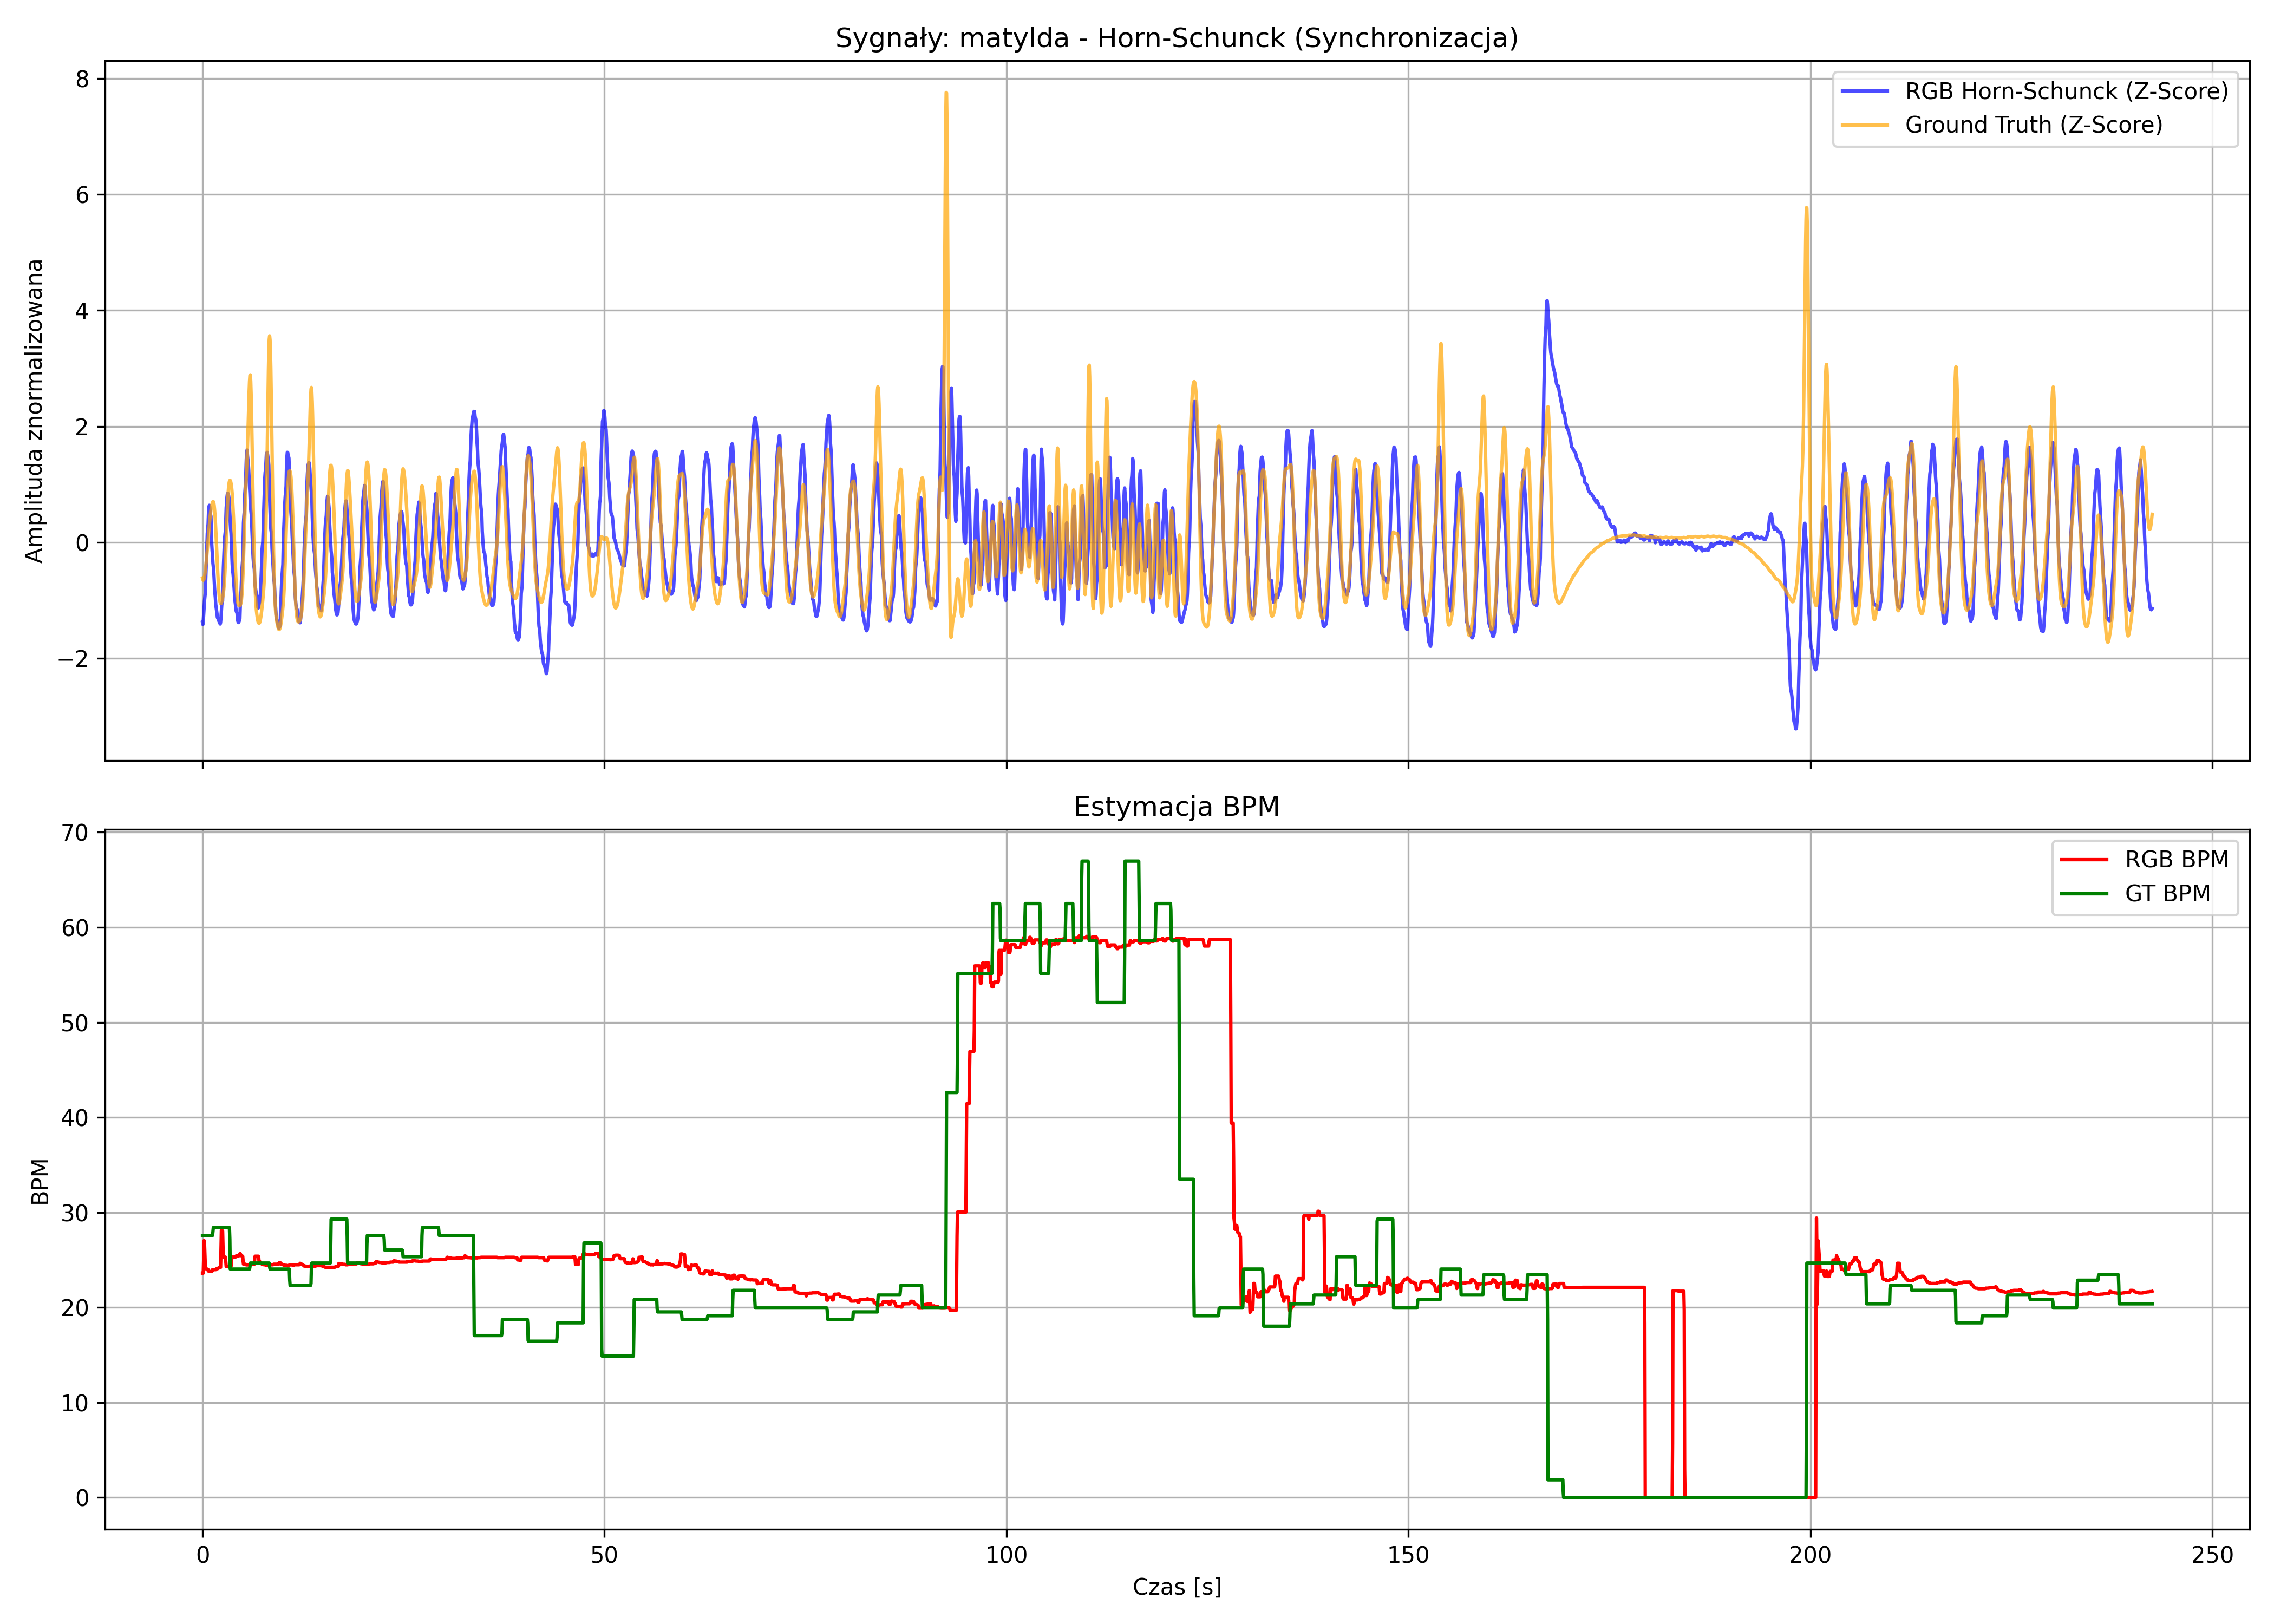 Sygnały: matylda - Horn-Schunck (Synchronizacja)
8
6
4
2
0
−2
Amplituda znormalizowana
RGB Horn-Schunck (Z-Score)
Ground Truth (Z-Score)
Estymacja BPM
70
60
50
40
30
20
10
0
BPM
RGB BPM
GT BPM
0 50 100 150 200 250
Czas [s]